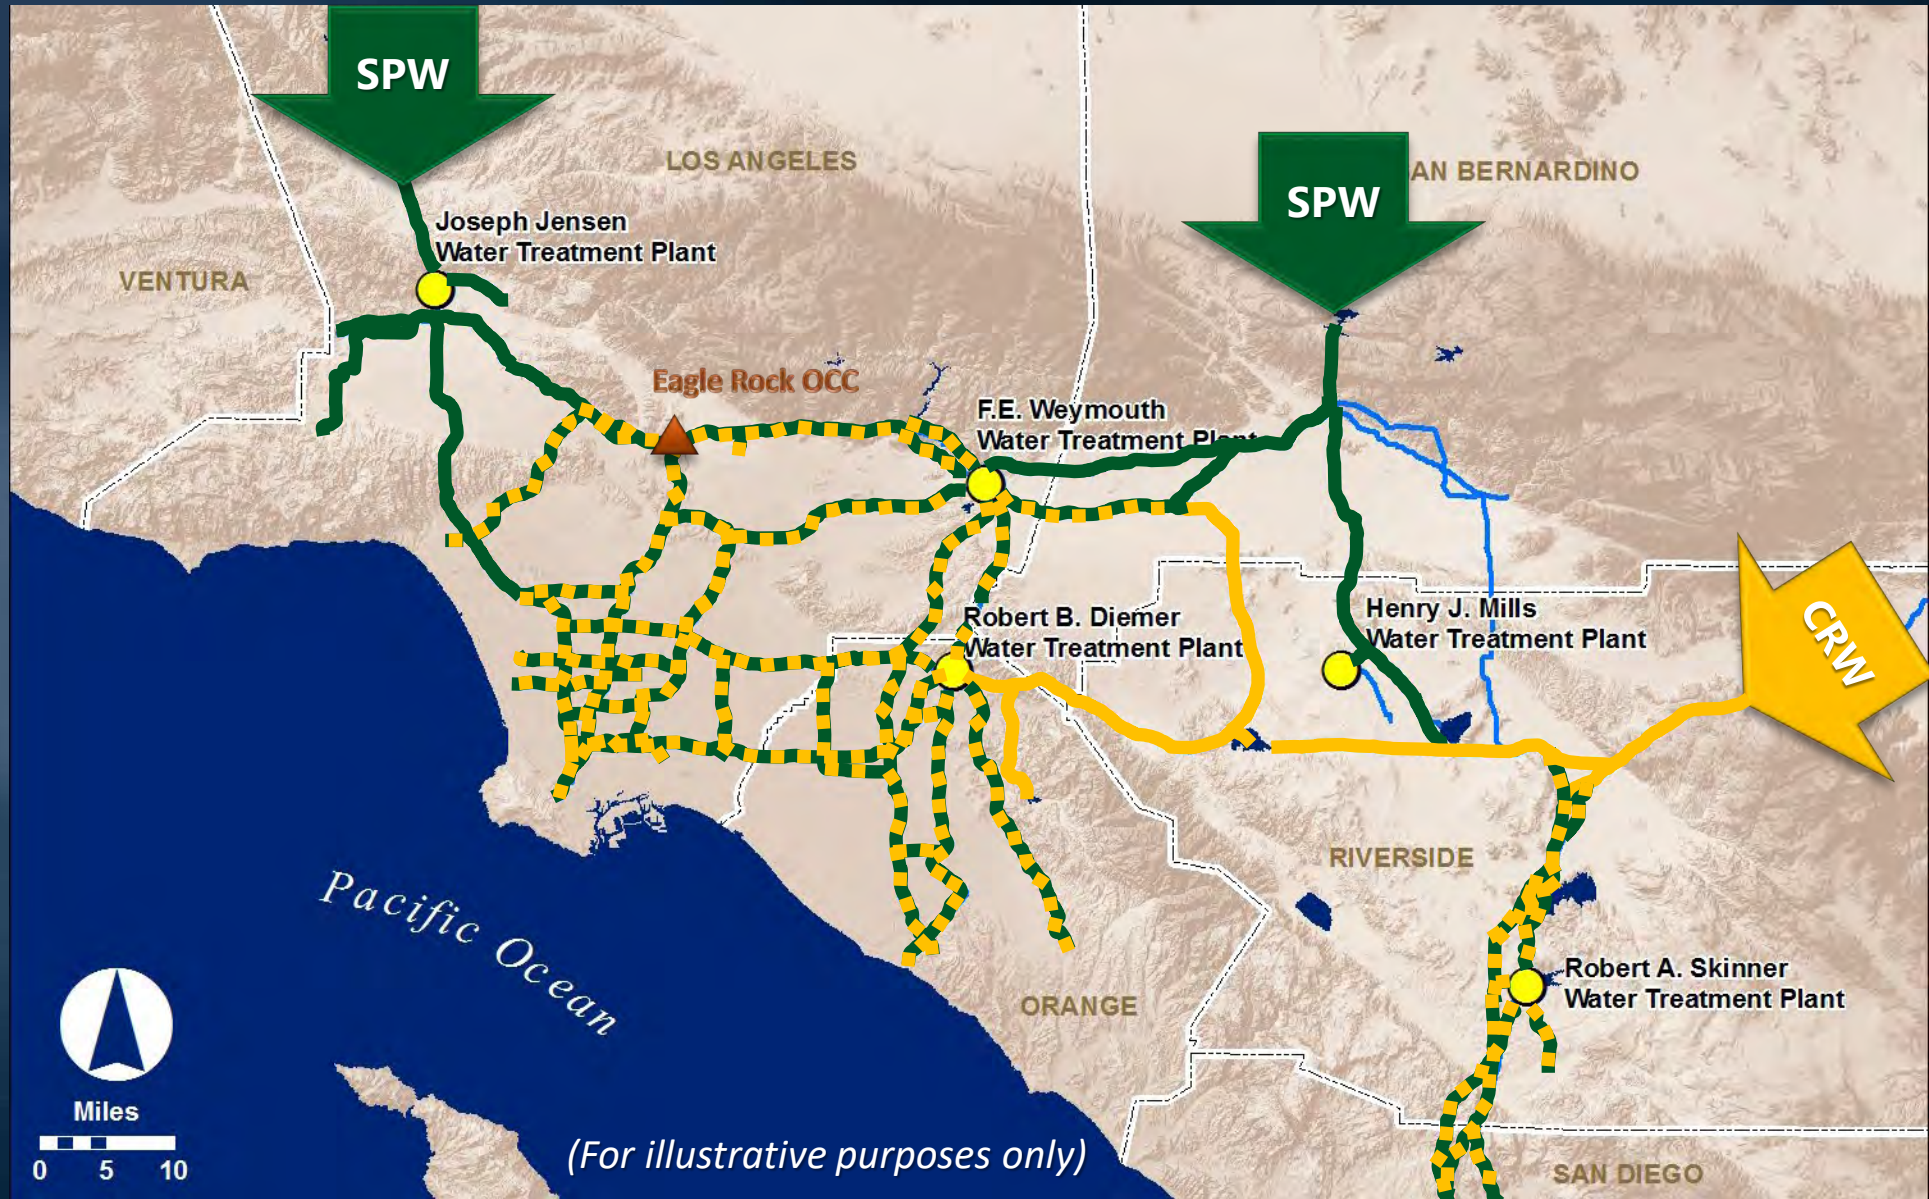 SPW
LOS ANGELES
SPW
AN BERNARDINO
Joseph Jensen
Water Treatment Plant
VENTURA
Eagle Rock OCC
F.E. Weymouth
Water Treatment Plant
Robert B. Diemer
Water Treatment Plant
Henry J. Mills
Water Treatment Plant
CRW
RIVERSIDE
Pacific Ocean
Robert A. Skinner
Water Treatment Plant
ORANGE
Miles
0 5 10
(For illustrative purposes only)
SAN DIEGO